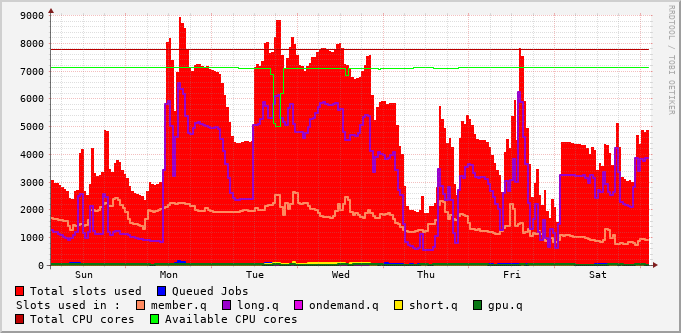 9000
8000
7000
6000
5000
4000
3000
2000
1000
0
Sun Mon Tue Wed Thu Fri Sat
RRDTOOL / TOBI OETIKER
Total slots used Queued Jobs
Slots used in : member.q long.q ondemand.q short.q gpu.q
Total CPU cores Available CPU cores